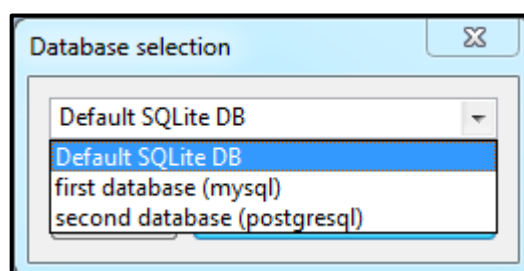 Database selection
Default SQLite DB
Default SQLite DB
first database (mysql)
second database (postgresql)